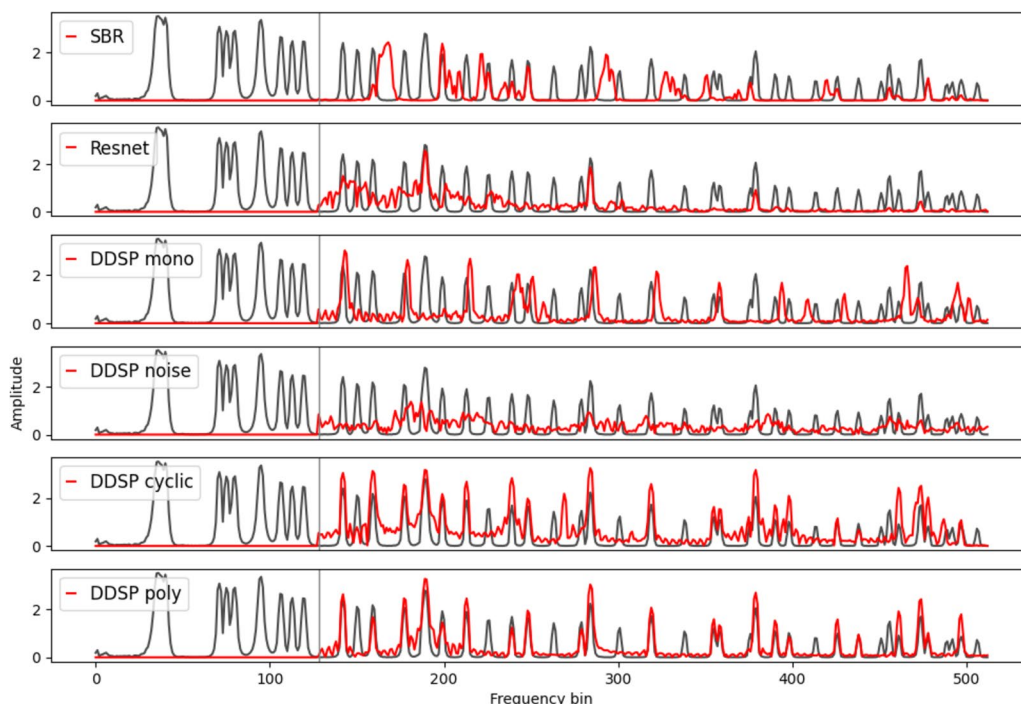 SBR
2
0
Resnet
2
0
DDSP mono
2
0
DDSP noise
2
0
Amplitude
DDSP cyclic
2
0
DDSP poly
2
0
0 100 200 300 400 500
Frequency bin